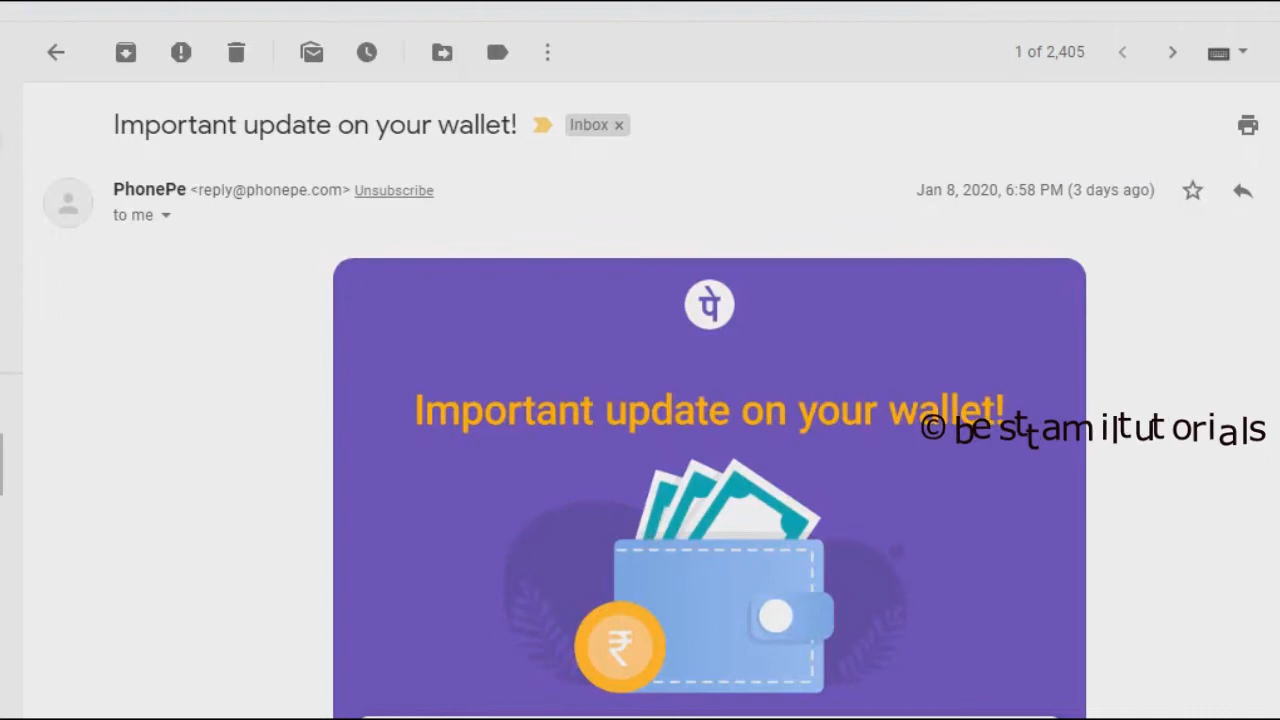 1 of 2,405
Important update on your wallet! Inbox x
PhonePe <reply@phonepe.com> Unsubscribe
Jan 8, 2020, 6:58 PM (3 days ago)
to me
पे
Important update on your wallet!
© besttamiltutorials
₹